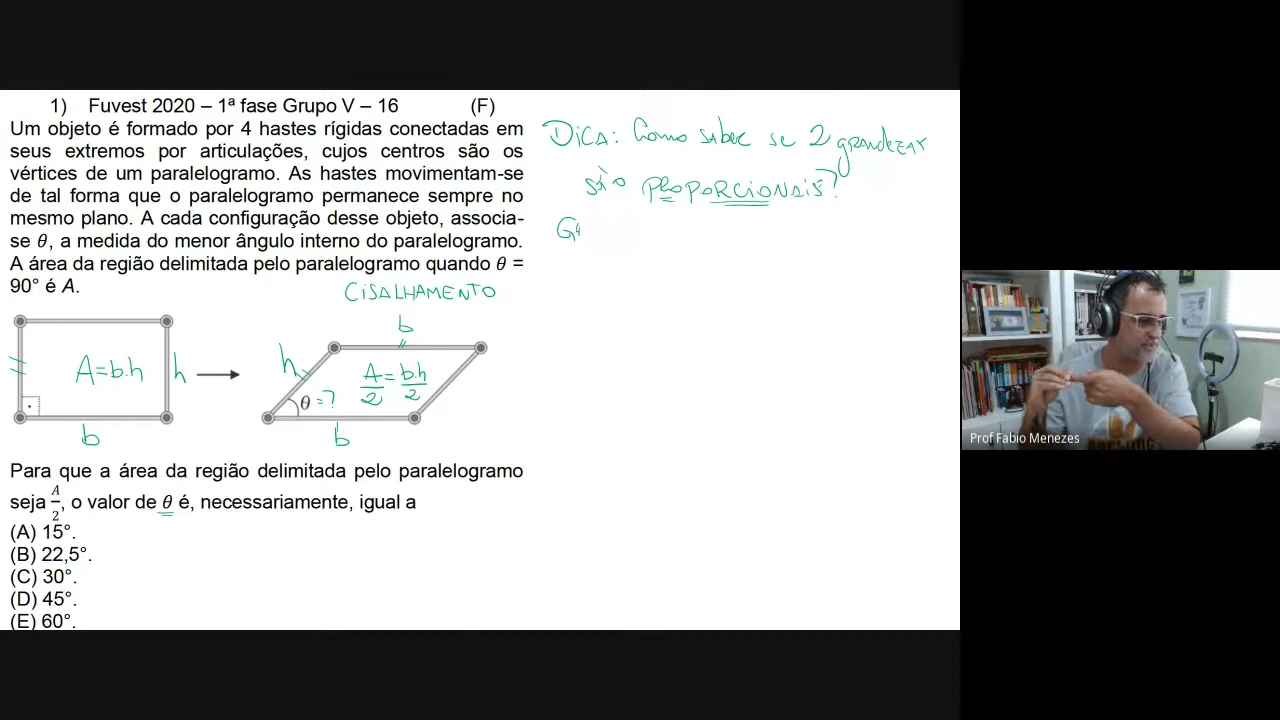 1) Fuvest 2020 – 1ª fase Grupo V – 16 (F)
Um objeto é formado por 4 hastes rígidas conectadas em
seus extremos por articulações, cujos centros são os
vértices de um paralelogramo. As hastes movimentam-se
de tal forma que o paralelogramo permanece sempre no
mesmo plano. A cada configuração desse objeto, associa-
se θ, a medida do menor ângulo interno do paralelogramo.
A área da região delimitada pelo paralelogramo quando θ =
90° é A.
CISALHAMENTO
b
A=b.h
h
h
A/2 = b.h/2
θ =?
b
b
Para que a área da região delimitada pelo paralelogramo
seja A/2, o valor de θ é, necessariamente, igual a
(A) 15°.
(B) 22,5°.
(C) 30°.
(D) 45°.
(E) 60°.
DICA: Como saber se 2 GRANDEZAS
são PROPORCIONAIS?
Prof Fabio Menezes